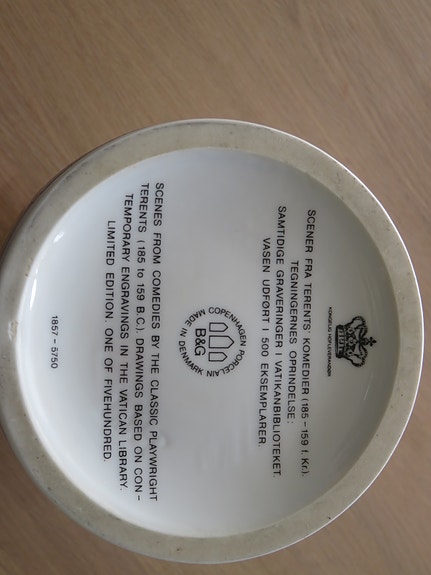 KONGELIG HOFLEVERANDØR
SCENER FRA TERENTS' KOMEDIER (185 - 159 f. Kr.).
TEGNINGERNES OPRINDELSE:
SAMTIDIGE GRAVERINGER I VATIKANBIBLIOTEKET.
VASEN UDFØRT I 500 EKSEMPLARER.
COPENHAGEN PORCELAIN
B&G
MADE IN DENMARK
SCENES FROM COMEDIES BY THE CLASSIC PLAYWRIGHT
TERENTS (185 to 159 B.C.). DRAWINGS BASED ON CON-
TEMPORARY ENGRAVINGS IN THE VATICAN LIBRARY.
LIMITED EDITION. ONE OF FIVEHUNDRED.
1857 - 5750